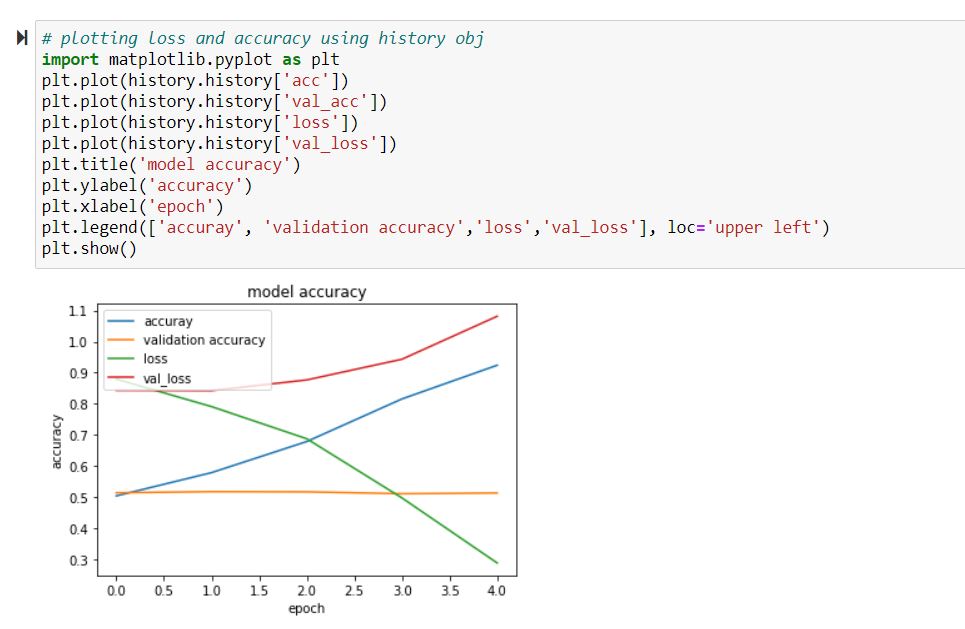 # plotting loss and accuracy using history obj
import matplotlib.pyplot as plt
plt.plot(history.history['acc'])
plt.plot(history.history['val_acc'])
plt.plot(history.history['loss'])
plt.plot(history.history['val_loss'])
plt.title('model accuracy')
plt.ylabel('accuracy')
plt.xlabel('epoch')
plt.legend(['accuray', 'validation accuracy','loss','val_loss'], loc='upper left')
plt.show()
model accuracy
accuray
validation accuracy
loss
val_loss
1.1
1.0
0.9
0.8
0.7
0.6
0.5
0.4
0.3
accuracy
0.0 0.5 1.0 1.5 2.0 2.5 3.0 3.5 4.0
epoch